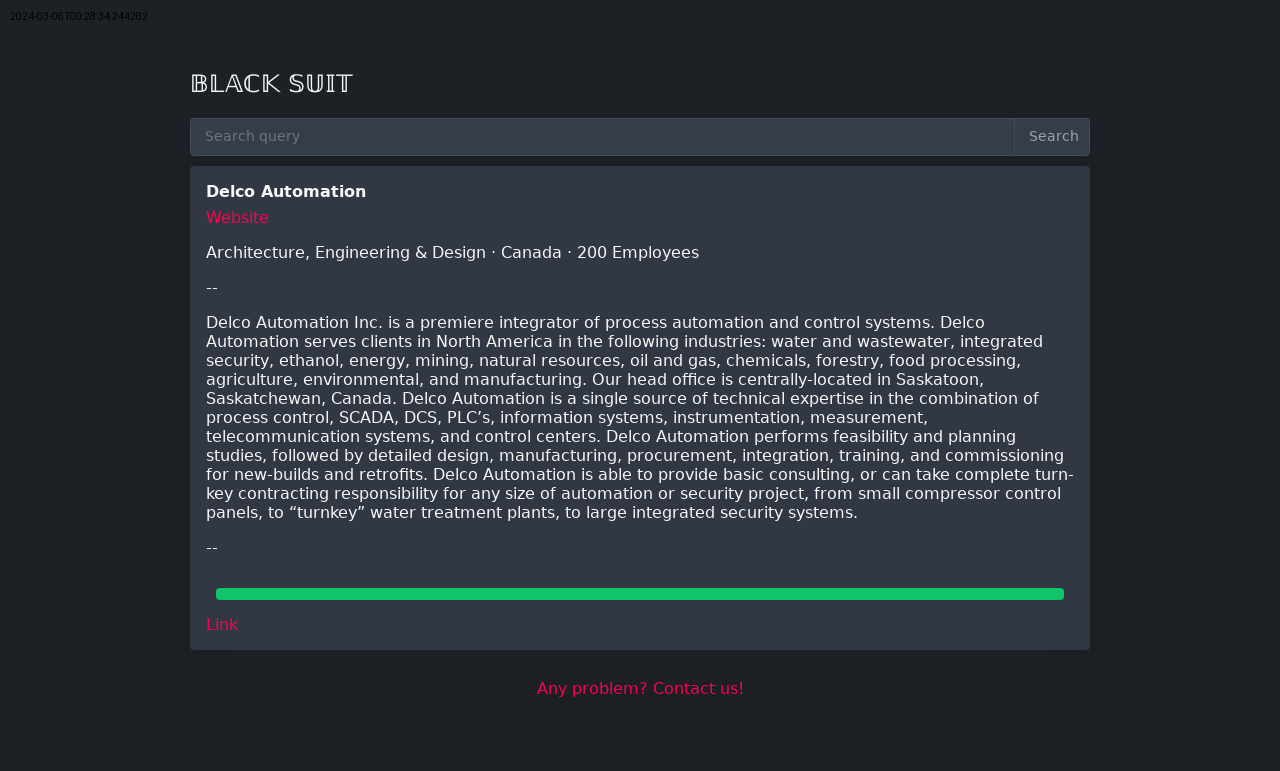 2024-03-06T00:28:34.244282
𝔹𝕃𝔸ℂ𝕂 𝕊𝕌𝕀𝕋
Search query
Search
Delco Automation
Website
Architecture, Engineering & Design · Canada · 200 Employees
--
Delco Automation Inc. is a premiere integrator of process automation and control systems. Delco
Automation serves clients in North America in the following industries: water and wastewater, integrated
security, ethanol, energy, mining, natural resources, oil and gas, chemicals, forestry, food processing,
agriculture, environmental, and manufacturing. Our head office is centrally-located in Saskatoon,
Saskatchewan, Canada. Delco Automation is a single source of technical expertise in the combination of
process control, SCADA, DCS, PLC’s, information systems, instrumentation, measurement,
telecommunication systems, and control centers. Delco Automation performs feasibility and planning
studies, followed by detailed design, manufacturing, procurement, integration, training, and commissioning
for new-builds and retrofits. Delco Automation is able to provide basic consulting, or can take complete turn-
key contracting responsibility for any size of automation or security project, from small compressor control
panels, to “turnkey” water treatment plants, to large integrated security systems.
--
Link
Any problem? Contact us!